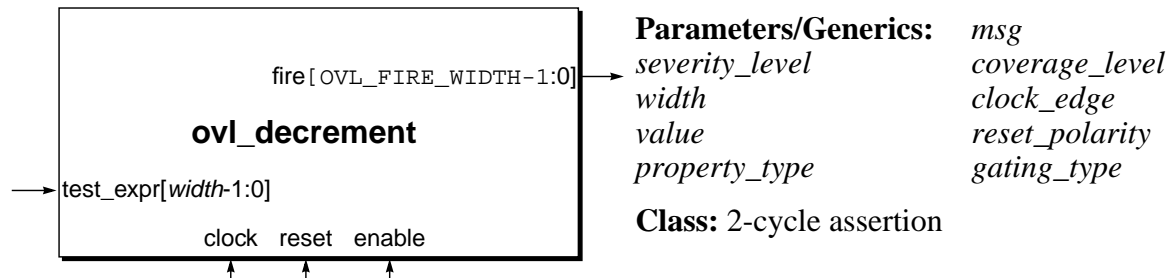 fire[OVL_FIRE_WIDTH-1:0]
ovl_decrement
test_expr[width-1:0]
clock reset enable
Parameters/Generics: msg
severity_level coverage_level
width clock_edge
value reset_polarity
property_type gating_type
Class: 2-cycle assertion